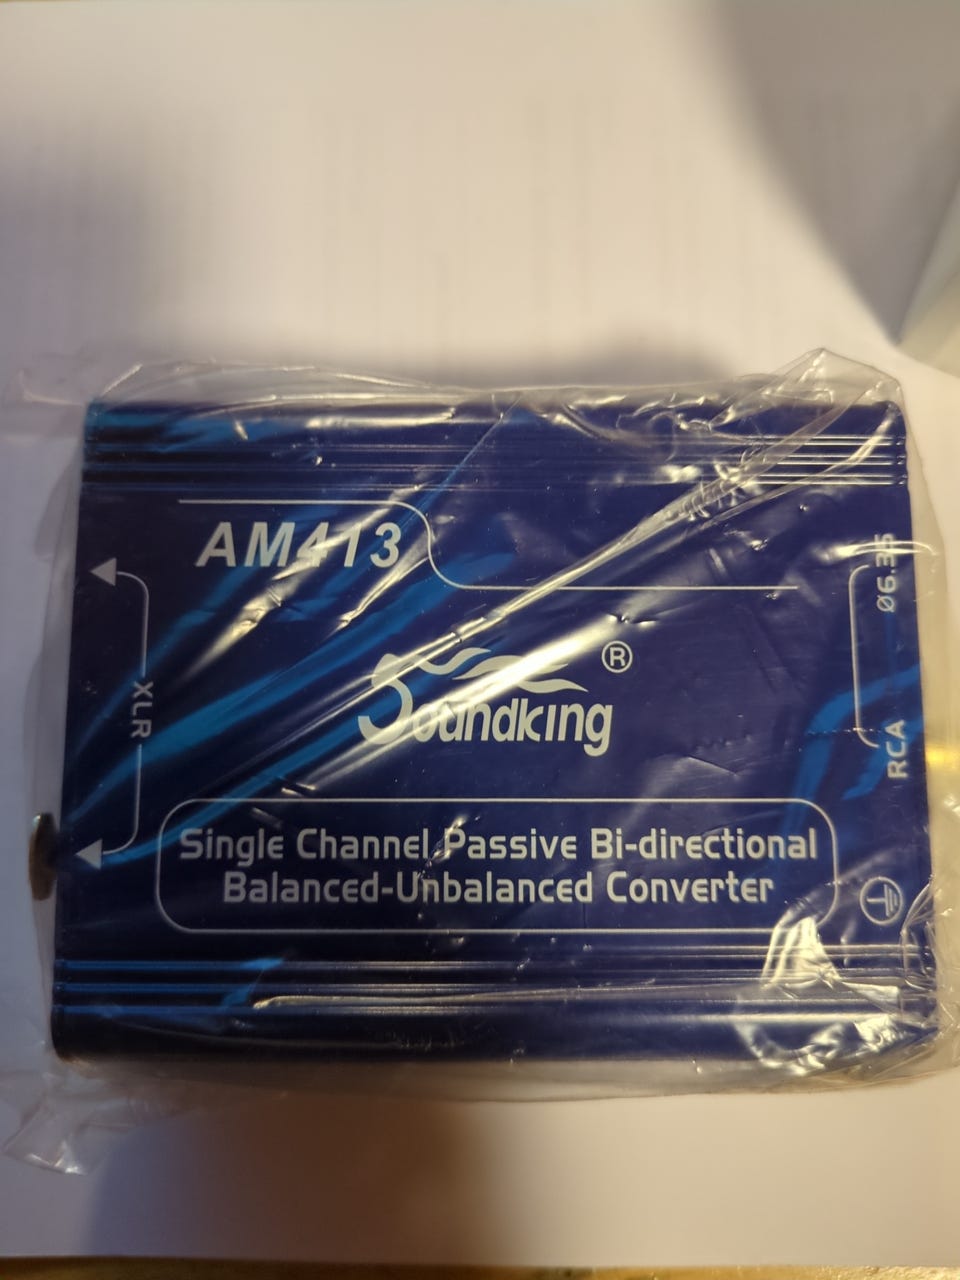 AM413
Ø6.35
XLR
Soundking®
RCA
Single Channel Passive Bi-directional
Balanced-Unbalanced Converter